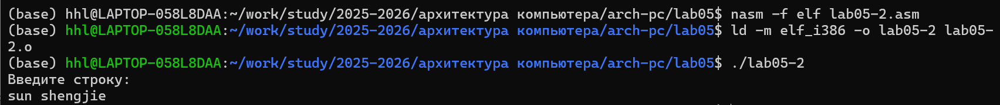 (base) hhl@LAPTOP-058L8DAA:~/work/study/2025-2026/архитектура компьютера/arch-pc/lab05$ nasm -f elf lab05-2.asm
(base) hhl@LAPTOP-058L8DAA:~/work/study/2025-2026/архитектура компьютера/arch-pc/lab05$ ld -m elf_i386 -o lab05-2 lab05-
2.o
(base) hhl@LAPTOP-058L8DAA:~/work/study/2025-2026/архитектура компьютера/arch-pc/lab05$ ./lab05-2
Введите строку:
sun shengjie